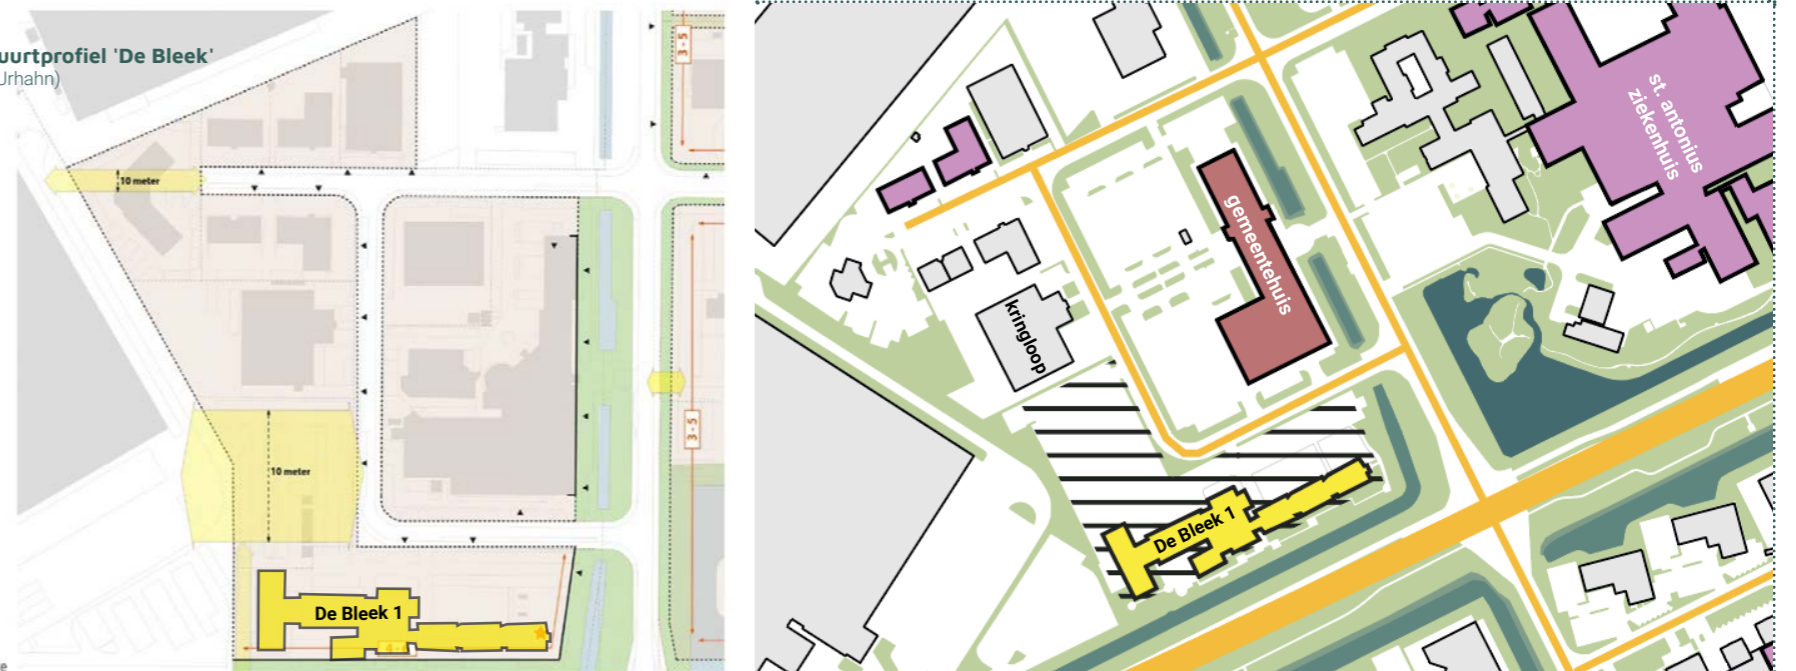 uurtprofiel 'De Bleek'
Urhahn)
3 - 5
10 meter
10 meter
3 - 5
De Bleek 1
e
st. antonius
ziekenhuis
gemeentehuis
kringloop
De Bleek 1